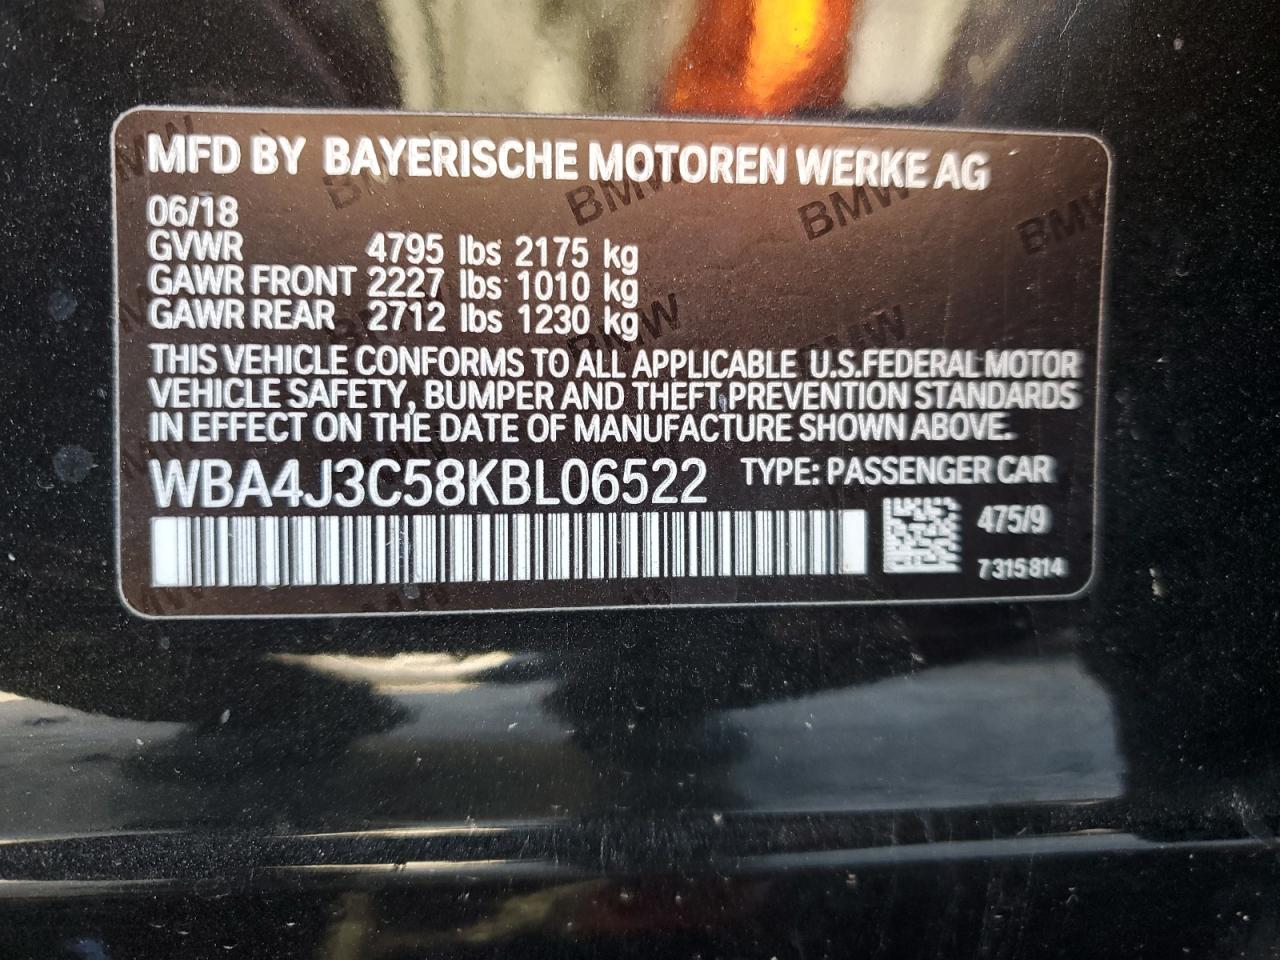 MFD BY BAYERISCHE MOTOREN WERKE AG
06/18
GVWR 4795 lbs 2175 kg
GAWR FRONT 2227 lbs 1010 kg
GAWR REAR 2712 lbs 1230 kg
THIS VEHICLE CONFORMS TO ALL APPLICABLE U.S.FEDERAL MOTOR
VEHICLE SAFETY, BUMPER AND THEFT PREVENTION STANDARDS
IN EFFECT ON THE DATE OF MANUFACTURE SHOWN ABOVE.
WBA4J3C58KBL06522 TYPE: PASSENGER CAR
475/9
7315814